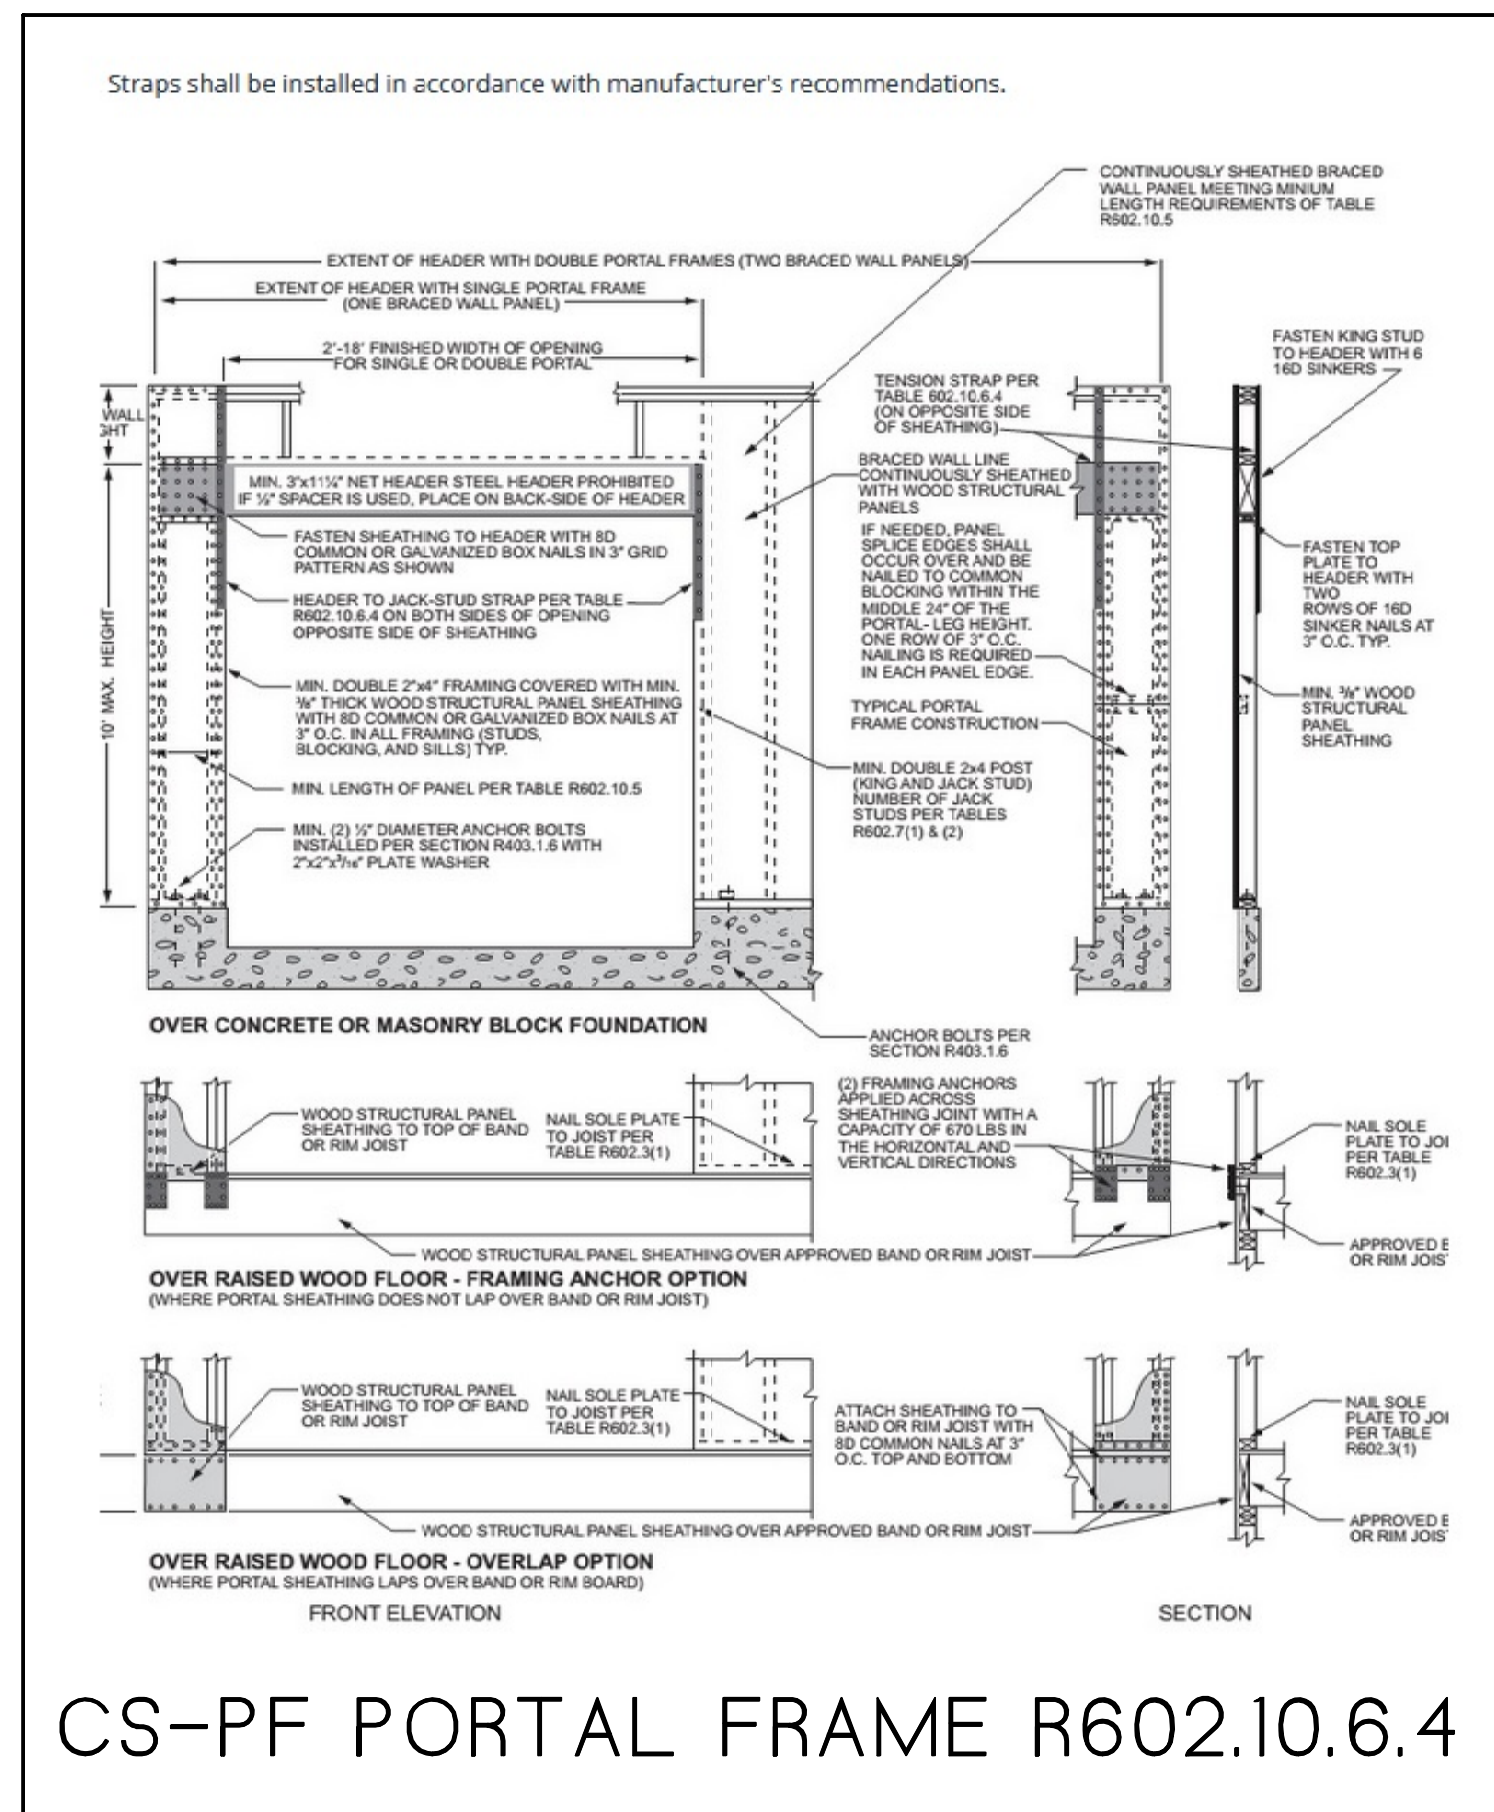 Straps shall be installed in accordance with manufacturer's recommendations.
CONTINUOUSLY SHEATHED BRACED
WALL PANEL MEETING MINIUM
LENGTH REQUIREMENTS OF TABLE
R602.10.5
EXTENT OF HEADER WITH DOUBLE PORTAL FRAMES (TWO BRACED WALL PANELS)
EXTENT OF HEADER WITH SINGLE PORTAL FRAME
(ONE BRACED WALL PANEL)
2'-18' FINISHED WIDTH OF OPENING
FOR SINGLE OR DOUBLE PORTAL
FASTEN KING STUD
TO HEADER WITH 6
16D SINKERS
TENSION STRAP PER
TABLE 602.10.6.4
(ON OPPOSITE SIDE
OF SHEATHING)
WALL
BRACED WALL LINE
CONTINUOUSLY SHEATHED
WITH WOOD STRUCTURAL
PANELS
MIN. 3"x11¼" NET HEADER STEEL HEADER PROHIBITED
IF ½" SPACER IS USED, PLACE ON BACK-SIDE OF HEADER
FASTEN SHEATHING TO HEADER WITH 8D
COMMON OR GALVANIZED BOX NAILS IN 3" GRID
PATTERN AS SHOWN
IF NEEDED, PANEL
SPLICE EDGES SHALL
OCCUR OVER AND BE
NAILED TO COMMON
BLOCKING WITHIN THE
MIDDLE 24" OF THE
PORTAL- LEG HEIGHT.
ONE ROW OF 3" O.C.
NAILING IS REQUIRED
IN EACH PANEL EDGE.
FASTEN TOP
PLATE TO
HEADER WITH
TWO
ROWS OF 16D
SINKER NAILS AT
3" O.C. TYP.
HEADER TO JACK-STUD STRAP PER TABLE
R602.10.6.4 ON BOTH SIDES OF OPENING
OPPOSITE SIDE OF SHEATHING
10' MAX. HEIGHT
MIN. DOUBLE 2"x4" FRAMING COVERED WITH MIN.
⅜" THICK WOOD STRUCTURAL PANEL SHEATHING
WITH 8D COMMON OR GALVANIZED BOX NAILS AT
3" O.C. IN ALL FRAMING (STUDS,
BLOCKING, AND SILLS) TYP.
TYPICAL PORTAL
FRAME CONSTRUCTION
MIN. ⅜" WOOD
STRUCTURAL
PANEL
SHEATHING
MIN. LENGTH OF PANEL PER TABLE R602.10.5
MIN. DOUBLE 2x4 POST
(KING AND JACK STUD)
NUMBER OF JACK
STUDS PER TABLES
R602.7(1) & (2)
MIN. (2) ½" DIAMETER ANCHOR BOLTS
INSTALLED PER SECTION R403.1.6 WITH
2"x2"x³/₁₆" PLATE WASHER
OVER CONCRETE OR MASONRY BLOCK FOUNDATION
ANCHOR BOLTS PER
SECTION R403.1.6
WOOD STRUCTURAL PANEL
SHEATHING TO TOP OF BAND
OR RIM JOIST
NAIL SOLE PLATE
TO JOIST PER
TABLE R602.3(1)
(2) FRAMING ANCHORS
APPLIED ACROSS
SHEATHING JOINT WITH A
CAPACITY OF 670 LBS IN
THE HORIZONTAL AND
VERTICAL DIRECTIONS
NAIL SOLE
PLATE TO JOI
PER TABLE
R602.3(1)
WOOD STRUCTURAL PANEL SHEATHING OVER APPROVED BAND OR RIM JOIST
APPROVED
OR RIM JOIS
OVER RAISED WOOD FLOOR - FRAMING ANCHOR OPTION
(WHERE PORTAL SHEATHING DOES NOT LAP OVER BAND OR RIM JOIST)
WOOD STRUCTURAL PANEL
SHEATHING TO TOP OF BAND
OR RIM JOIST
NAIL SOLE PLATE
TO JOIST PER
TABLE R602.3(1)
ATTACH SHEATHING TO
BAND OR RIM JOIST WITH
8D COMMON NAILS AT 3"
O.C. TOP AND BOTTOM
NAIL SOLE
PLATE TO JOI
PER TABLE
R602.3(1)
WOOD STRUCTURAL PANEL SHEATHING OVER APPROVED BAND OR RIM JOIST
APPROVED
OR RIM JOIS
OVER RAISED WOOD FLOOR - OVERLAP OPTION
(WHERE PORTAL SHEATHING LAPS OVER BAND OR RIM BOARD)
FRONT ELEVATION
SECTION
CS-PF PORTAL FRAME R602.10.6.4